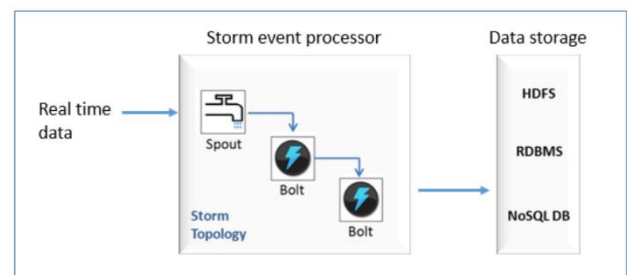 Storm event processor
Data storage
Real time
data
Spout
Bolt
Bolt
Storm
Topology
HDFS
RDBMS
NoSQL DB